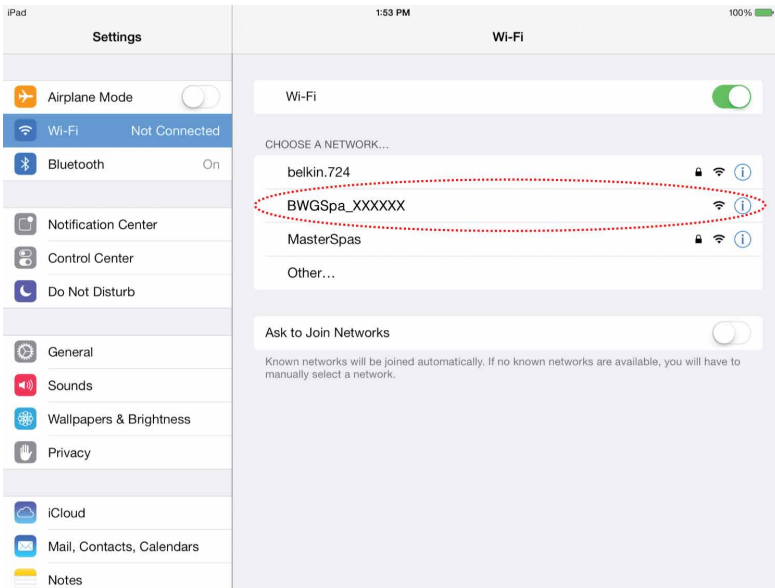 iPad
1:53 PM
100%
Settings
Airplane Mode
Wi-Fi Not Connected
Bluetooth On
Notification Center
Control Center
Do Not Disturb
General
Sounds
Wallpapers & Brightness
Privacy
iCloud
Mail, Contacts, Calendars
Notes
Wi-Fi
Wi-Fi
CHOOSE A NETWORK...
belkin.724
BWGSpa_XXXXXX
MasterSpas
Other...
Ask to Join Networks
Known networks will be joined automatically. If no known networks are available, you will have to
manually select a network.